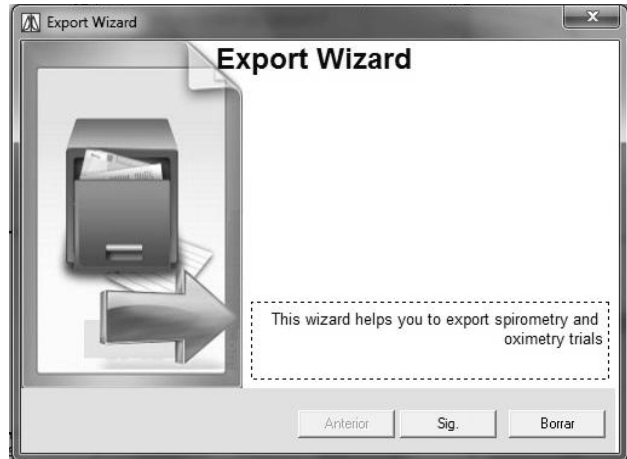 Export Wizard
Export Wizard
This wizard helps you to export spirometry and
oximetry trials
Anterior
Sig.
Borrar